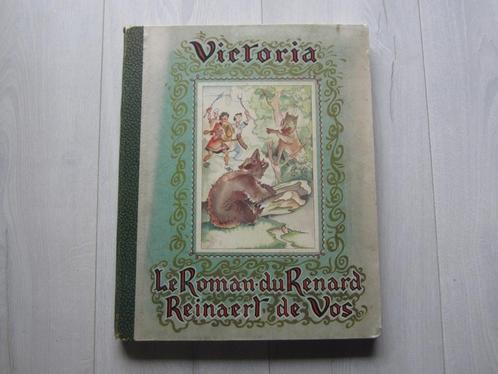 Victoria
Le Roman du Renard
Reinaert de Vos